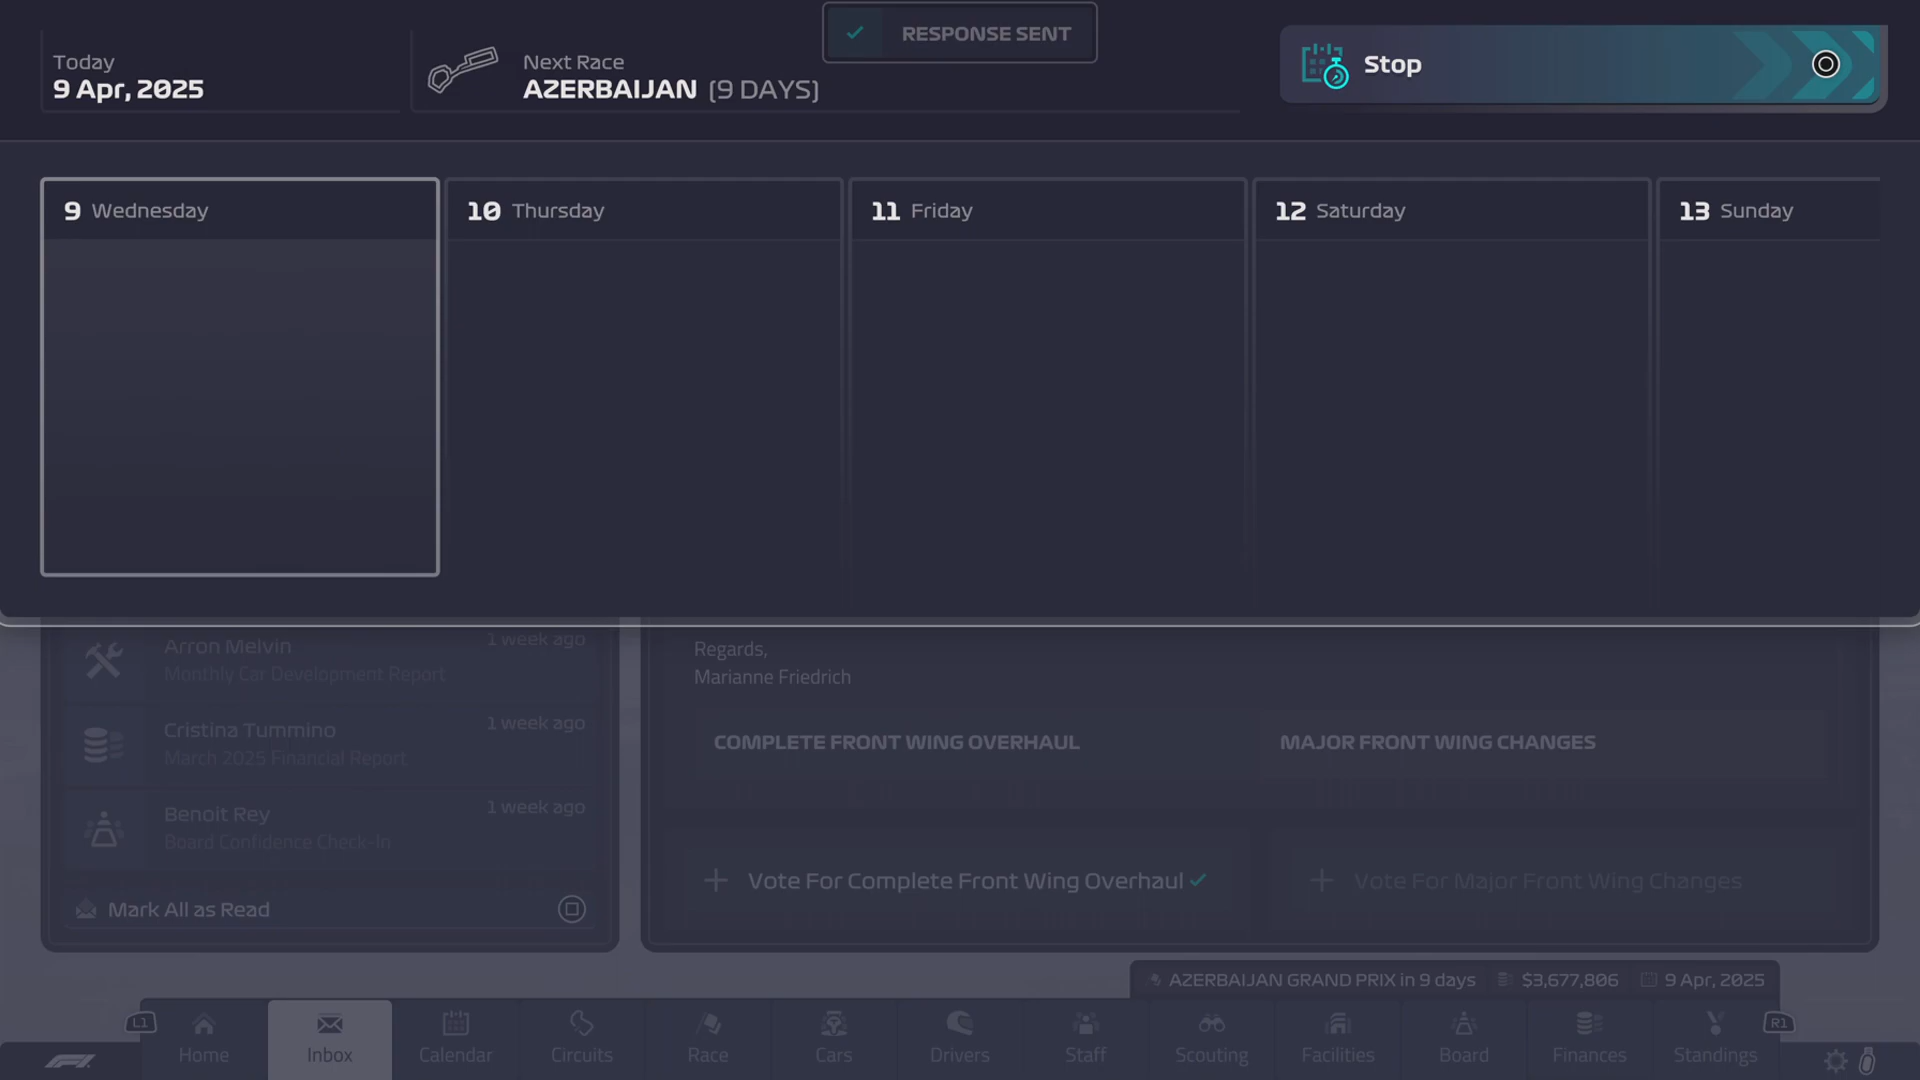 RESPONSE SENT
Today
9 Apr, 2025
Next Race
AZERBAIJAN (9 DAYS)
Stop
9 Wednesday
10 Thursday
11 Friday
12 Saturday
13 Sunday
Arron Melvin
1 week ago
Monthly Car Development Report
Cristina Tummino
1 week ago
March 2025 Financial Report
Benoit Rey
1 week ago
Board Confidence Check-In
Mark All as Read
Regards,
Marianne Friedrich
COMPLETE FRONT WING OVERHAUL
MAJOR FRONT WING CHANGES
Vote For Complete Front Wing Overhaul
Vote For Major Front Wing Changes
AZERBAIJAN GRAND PRIX in 9 days
$3,677,806
9 Apr, 2025
L1
Home
Inbox
Calendar
Circuits
Race
Cars
Drivers
Staff
Scouting
Facilities
Board
Finances
Standings
R1
F1